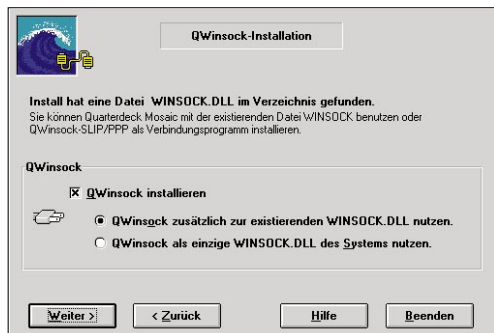 QWinsock-Installation
Install hat eine Datei WINSOCK.DLL im Verzeichnis gefunden.
Sie können Quarterdeck Mosaic mit der existierenden Datei WINSOCK benutzen oder
QWinsock-SLIP/PPP als Verbindungsprogramm installieren.
QWinsock
QWinsock installieren
QWinsock zusätzlich zur existierenden WINSOCK.DLL nutzen.
QWinsock als einzige WINSOCK.DLL des Systems nutzen.
Weiter > < Zurück Hilfe Beenden